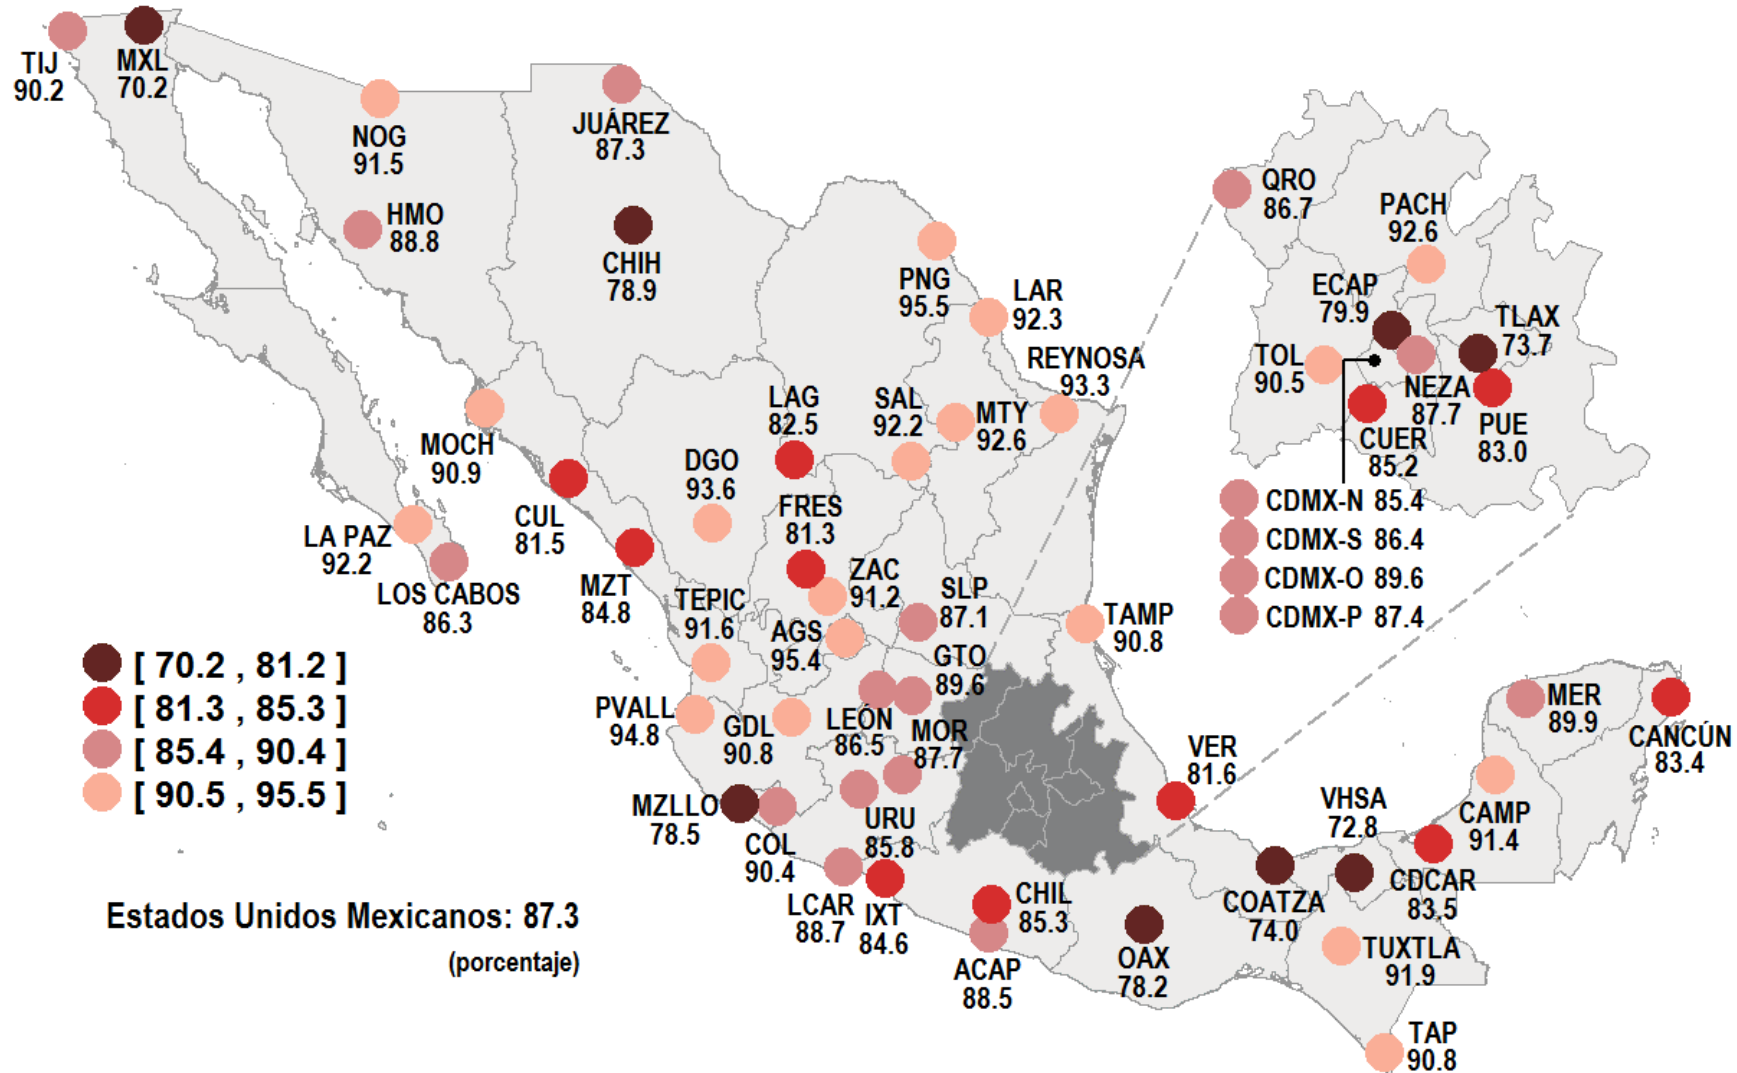 TIJ
90.2
MXL
70.2
NOG
91.5
HMO
88.8
JUÁREZ
87.3
CHIH
78.9
PNG
95.5
LAR
92.3
REYNOSA
93.3
MOCH
90.9
LAG
82.5
SAL
92.2
MTY
92.6
DGO
93.6
CUL
81.5
FRES
81.3
LA PAZ
92.2
LOS CABOS
86.3
MZT
84.8
ZAC
91.2
SLP
87.1
TEPIC
91.6
AGS
95.4
TAMP
90.8
GTO
89.6
PVALL
94.8
GDL
90.8
LEÓN
86.5
MOR
87.7
MZLLO
78.5
COL
90.4
URU
85.8
LCAR
88.7
IXT
84.6
CHIL
85.3
ACAP
88.5
OAX
78.2
VER
81.6
COATZA
74.0
VHSA
72.8
CDCAR
83.5
CAMP
91.4
MER
89.9
CANCÚN
83.4
TUXTLA
91.9
TAP
90.8
QRO
86.7
PACH
92.6
ECAP
79.9
TLAX
73.7
TOL
90.5
NEZA
87.7
CUER
85.2
PUE
83.0
CDMX-N 85.4
CDMX-S 86.4
CDMX-O 89.6
CDMX-P 87.4
[ 70.2 , 81.2 ]
[ 81.3 , 85.3 ]
[ 85.4 , 90.4 ]
[ 90.5 , 95.5 ]
Estados Unidos Mexicanos: 87.3
(porcentaje)